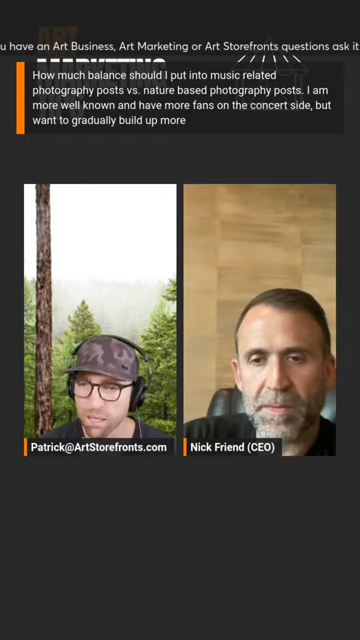 u have an Art Business, Art Marketing or Art Storefronts questions ask it
ART
MARKETING
How much balance should I put into music related
photography posts vs. nature based photography posts. I am
more well known and have more fans on the concert side, but
want to gradually build up more
Patrick@ArtStorefronts.com
Nick Friend (CEO)